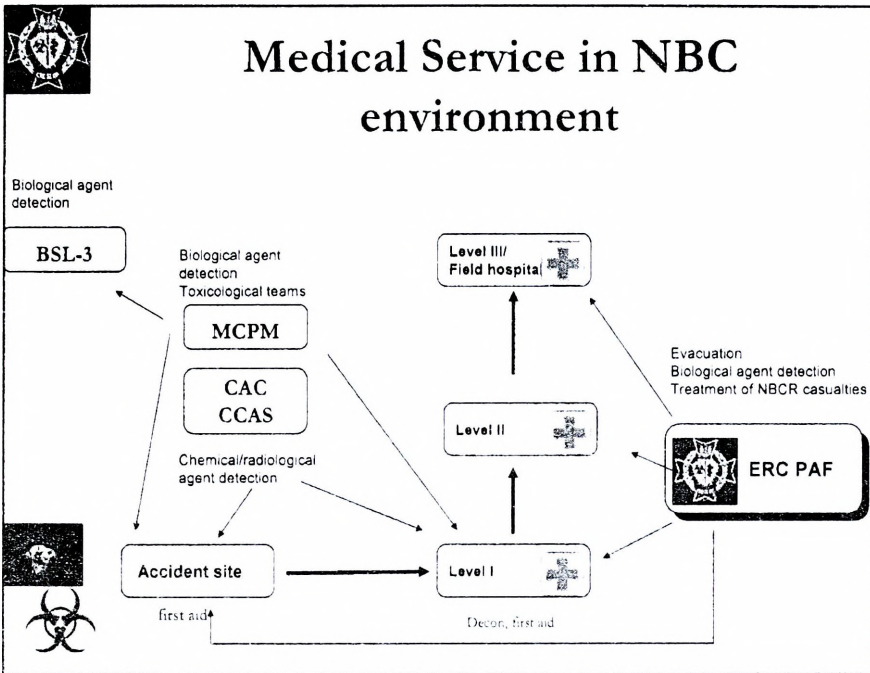 Medical Service in NBC
environment
Biological agent
detection
BSL-3
Biological agent
detection
Toxicological teams
MCPM
CAC
CCAS
Chemical/radiological
agent detection
Level III/
Field hospital
Level II
Evacuation
Biological agent detection
Treatment of NBCR casualties
ERC PAF
Accident site
first aid
Level I
Decon, first aid